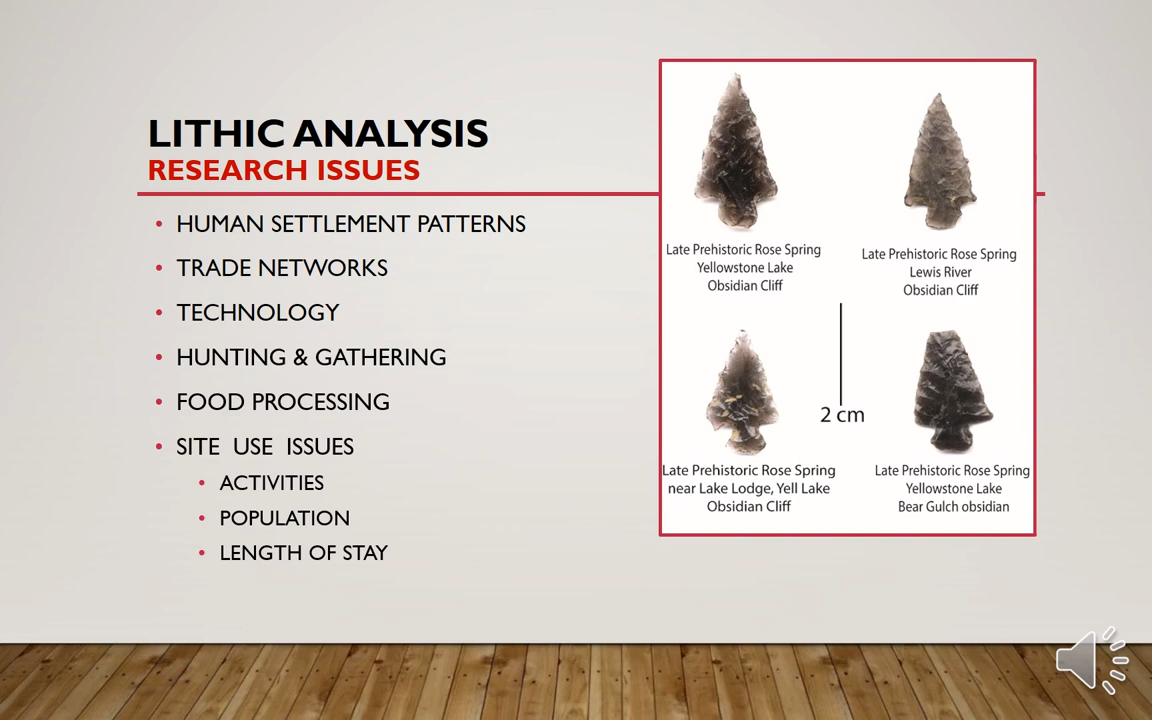 LITHIC ANALYSIS
RESEARCH ISSUES
• HUMAN SETTLEMENT PATTERNS
• TRADE NETWORKS
• TECHNOLOGY
• HUNTING & GATHERING
• FOOD PROCESSING
• SITE USE ISSUES
• ACTIVITIES
• POPULATION
• LENGTH OF STAY
Late Prehistoric Rose Spring
Yellowstone Lake
Obsidian Cliff
Late Prehistoric Rose Spring
Lewis River
Obsidian Cliff
2 cm
Late Prehistoric Rose Spring
near Lake Lodge, Yell Lake
Obsidian Cliff
Late Prehistoric Rose Spring
Yellowstone Lake
Bear Gulch obsidian